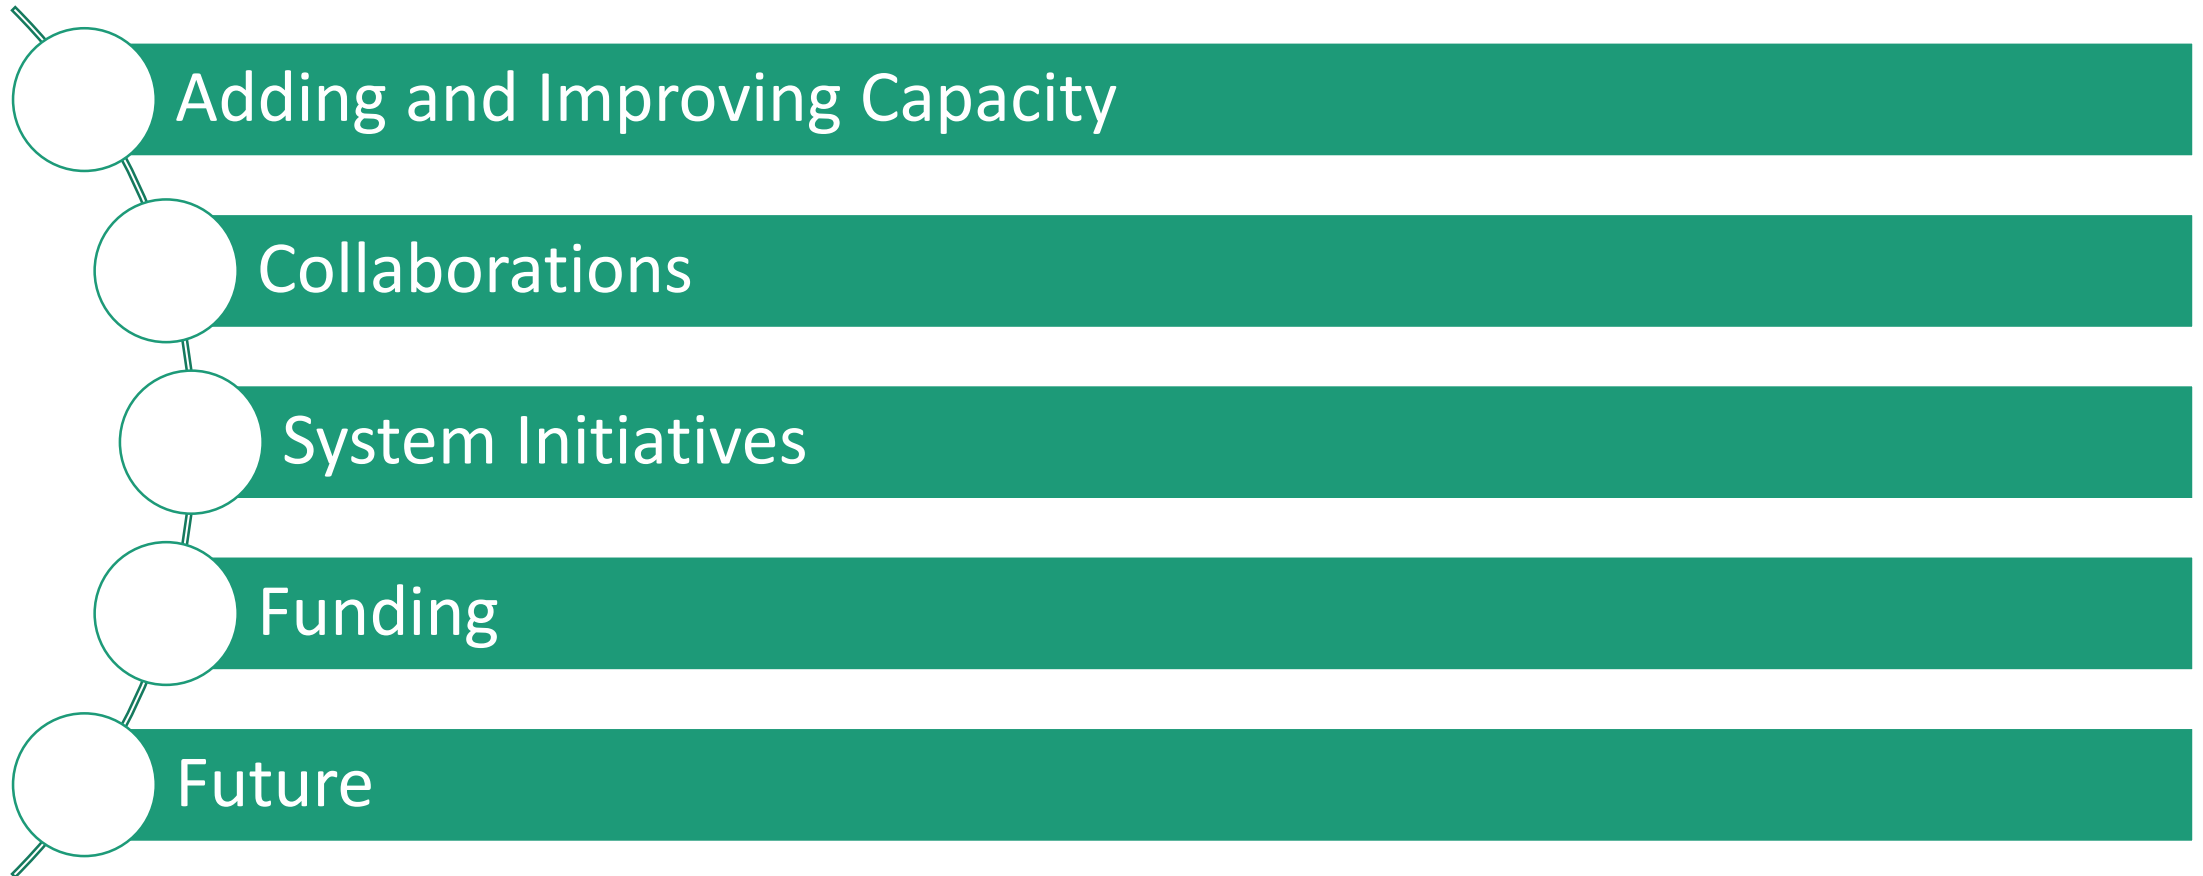 Adding and Improving Capacity
Collaborations
System Initiatives
Funding
Future